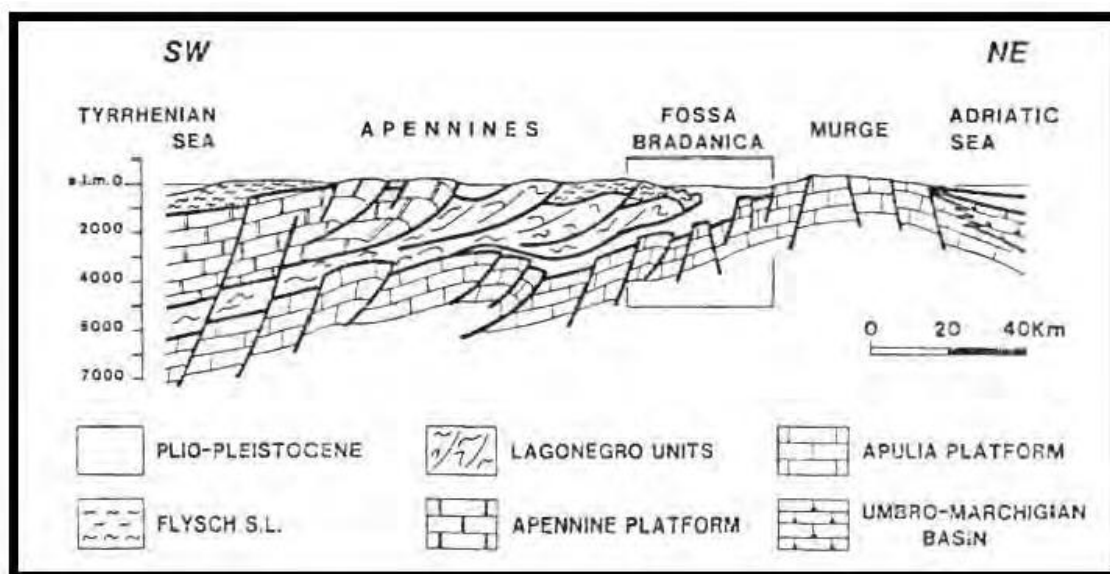 SW NE
TYRRHENIAN SEA
APENNINES
FOSSA BRADANICA
MURGE
ADRIATIC SEA
s.l.m. 0
2000
4000
5000
7000
0 20 40Km
PLIO-PLEISTOCENE
LAGONEGRO UNITS
APULIA PLATFORM
FLYSCH S.L.
APENNINE PLATFORM
UMBRO-MARCHIGIAN
BASIN